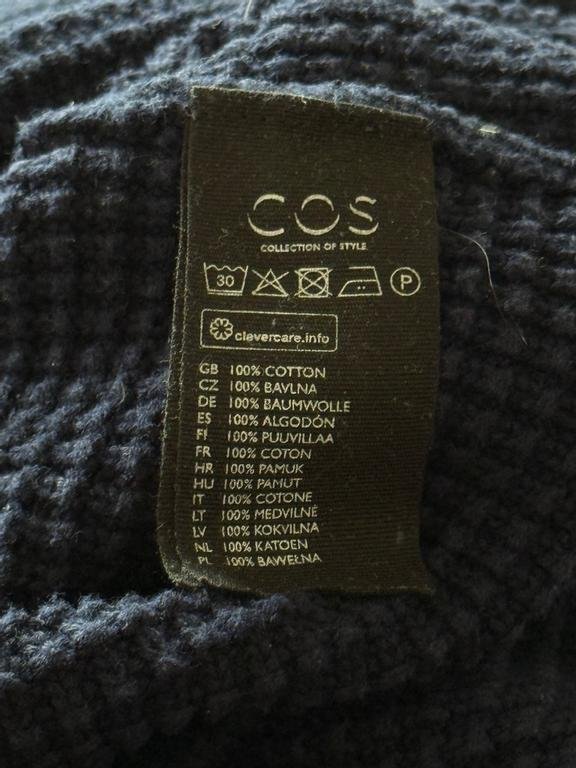 COS
COLLECTION OF STYLE
30 P
clevercare.info
GB 100% COTTON
CZ 100% BAVLNA
DE 100% BAUMWOLLE
ES 100% ALGODÓN
FI 100% PUUVILLAA
FR 100% COTON
HR 100% PAMUK
HU 100% PAMUT
IT 100% COTONE
LT 100% MEDVILNĖ
LV 100% KOKVILNA
NL 100% KATOEN
PL 100% BAWEŁNA